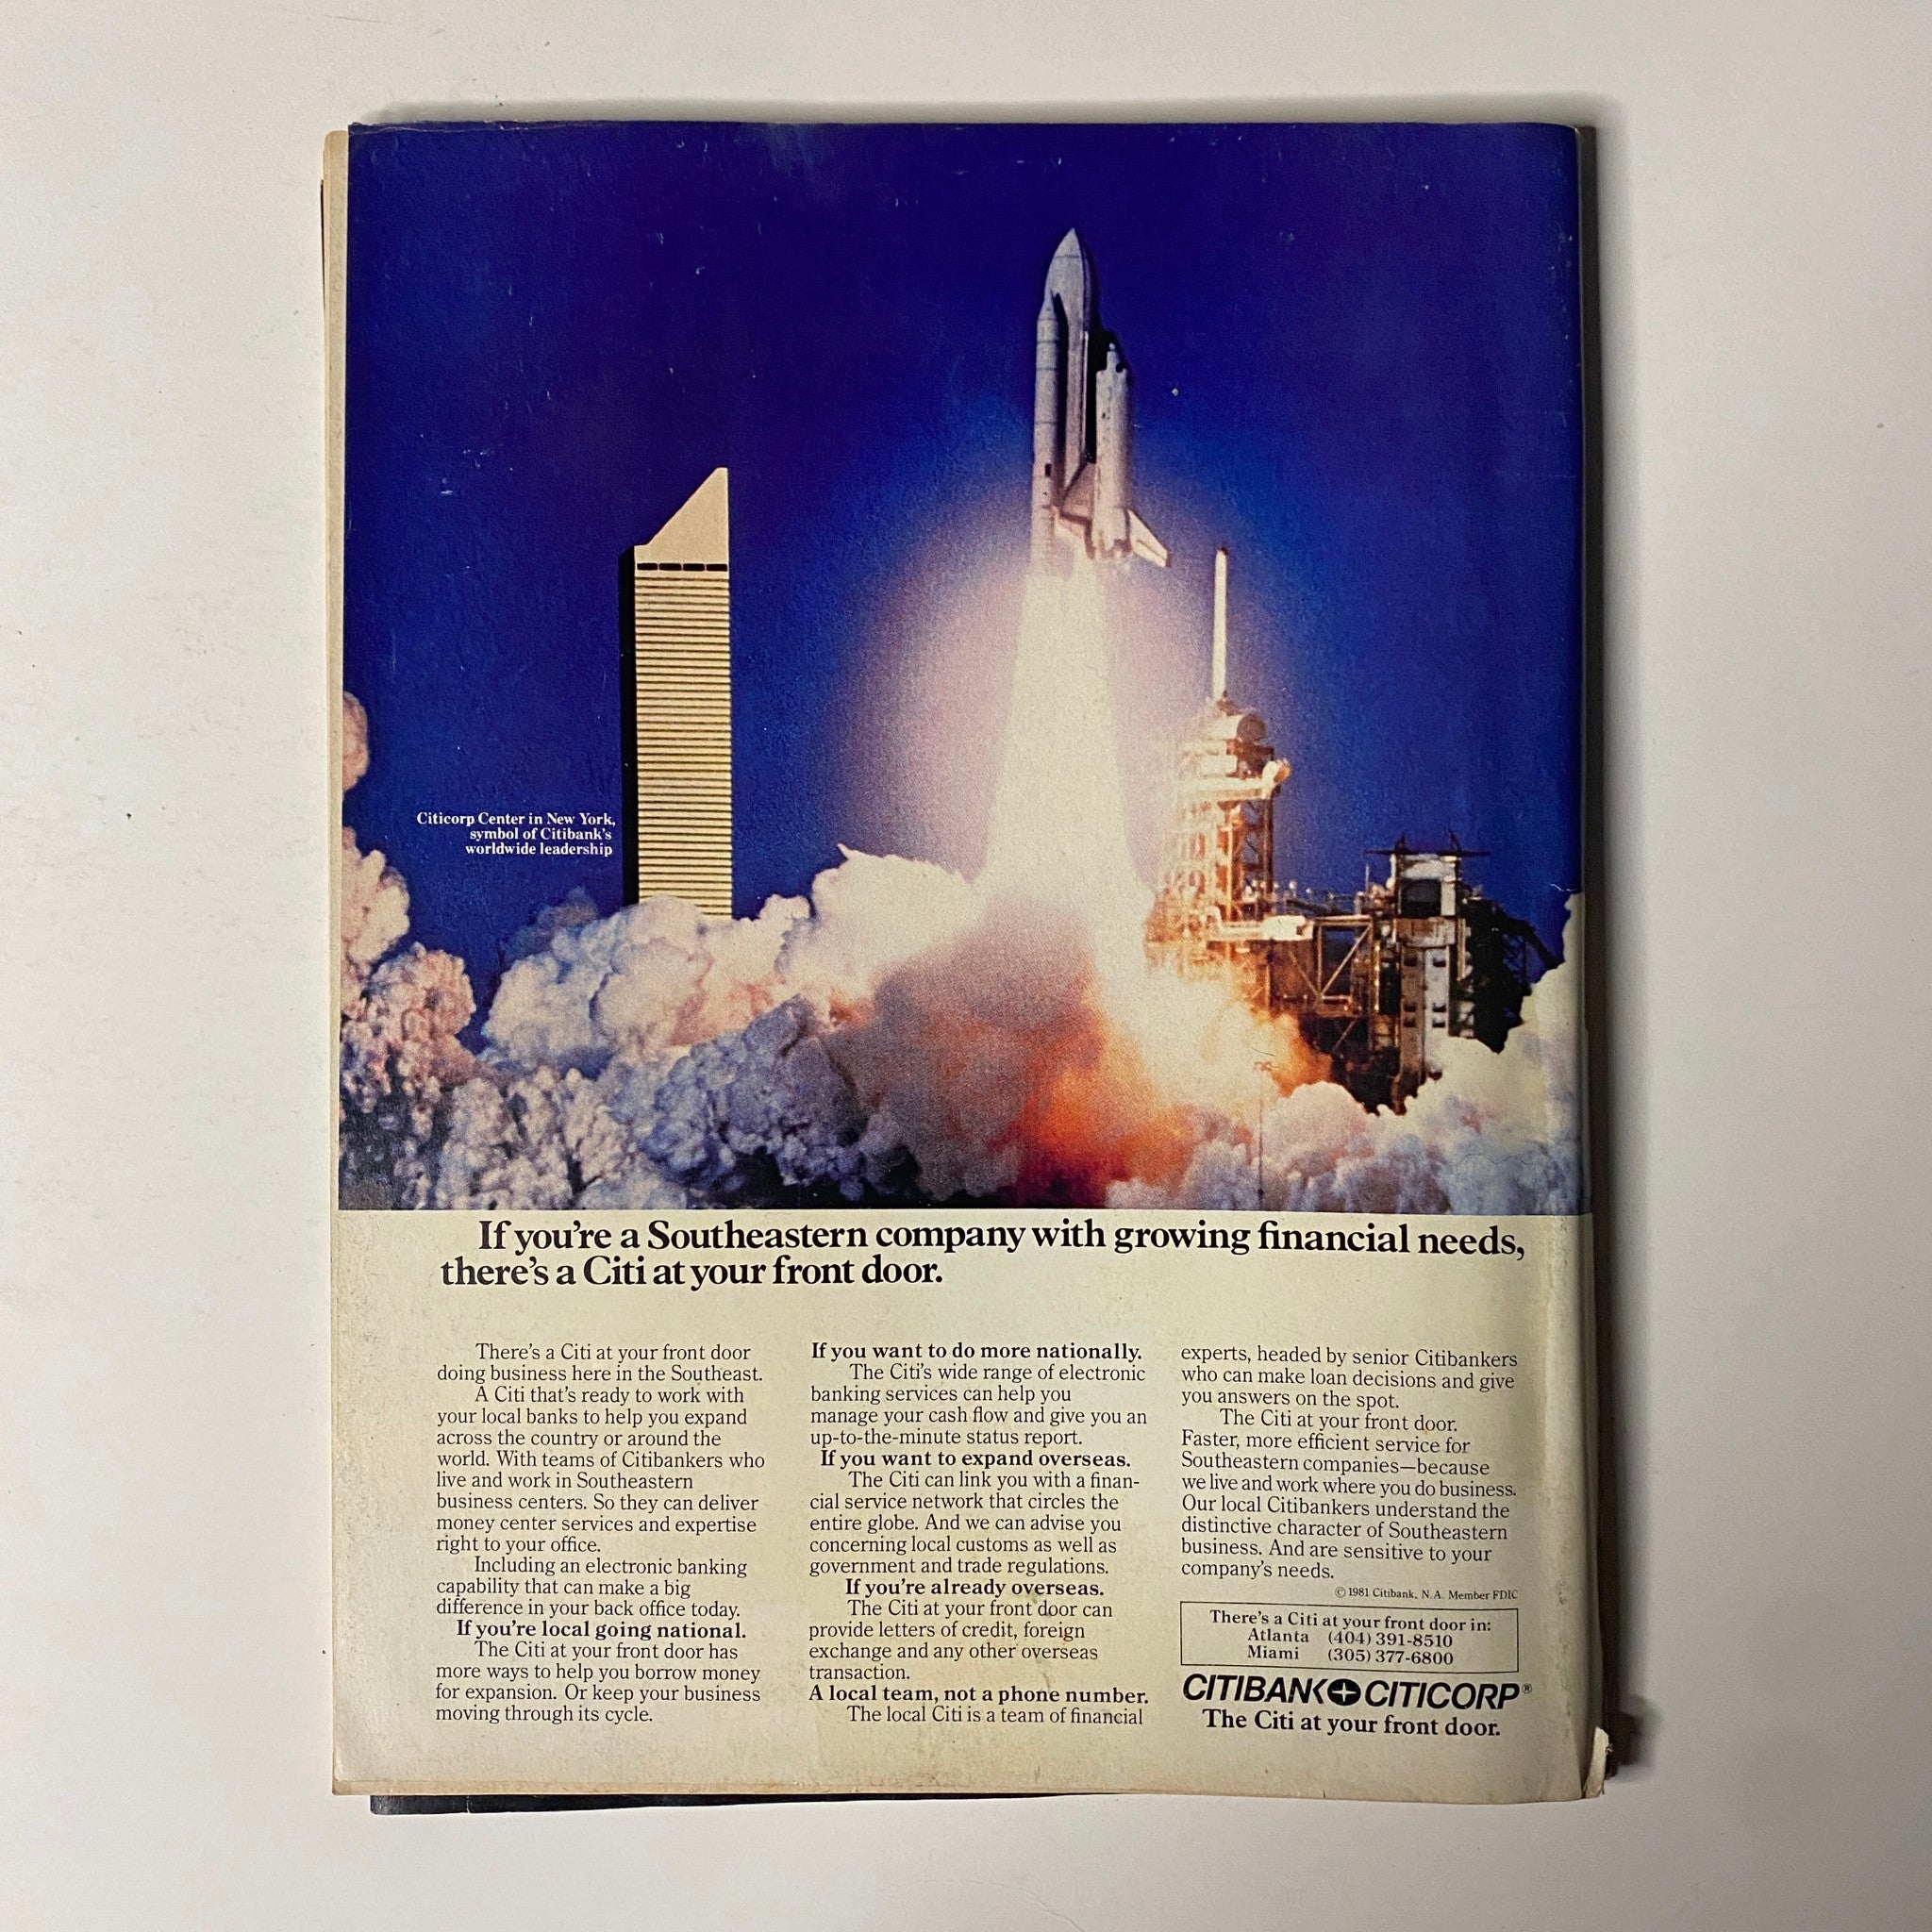 Citicorp Center in New York,
symbol of Citibank's
worldwide leadership
If you're a Southeastern company with growing financial needs,
there's a Citi at your front door.
There's a Citi at your front door
doing business here in the Southeast.
A Citi that's ready to work with
your local banks to help you expand
across the country or around the
world. With teams of Citibankers who
live and work in Southeastern
business centers. So they can deliver
money center services and expertise
right to your office.
Including an electronic banking
capability that can make a big
difference in your back office today.
If you're local going national.
The Citi at your front door has
more ways to help you borrow money
for expansion. Or keep your business
moving through its cycle.
If you want to do more nationally.
The Citi's wide range of electronic
banking services can help you
manage your cash flow and give you an
up-to-the-minute status report.
If you want to expand overseas.
The Citi can link you with a finan-
cial service network that circles the
entire globe. And we can advise you
concerning local customs as well as
government and trade regulations.
If you're already overseas.
The Citi at your front door can
provide letters of credit, foreign
exchange and any other overseas
transaction.
A local team, not a phone number.
The local Citi is a team of financial
experts, headed by senior Citibankers
who can make loan decisions and give
you answers on the spot.
The Citi at your front door.
Faster, more efficient service for
Southeastern companies—because
we live and work where you do business.
Our local Citibankers understand the
distinctive character of Southeastern
business. And are sensitive to your
company's needs.
© 1981 Citibank, N.A. Member FDIC
There's a Citi at your front door in:
Atlanta (404) 391-8510
Miami (305) 377-6800
CITIBANK CITICORP®
The Citi at your front door.